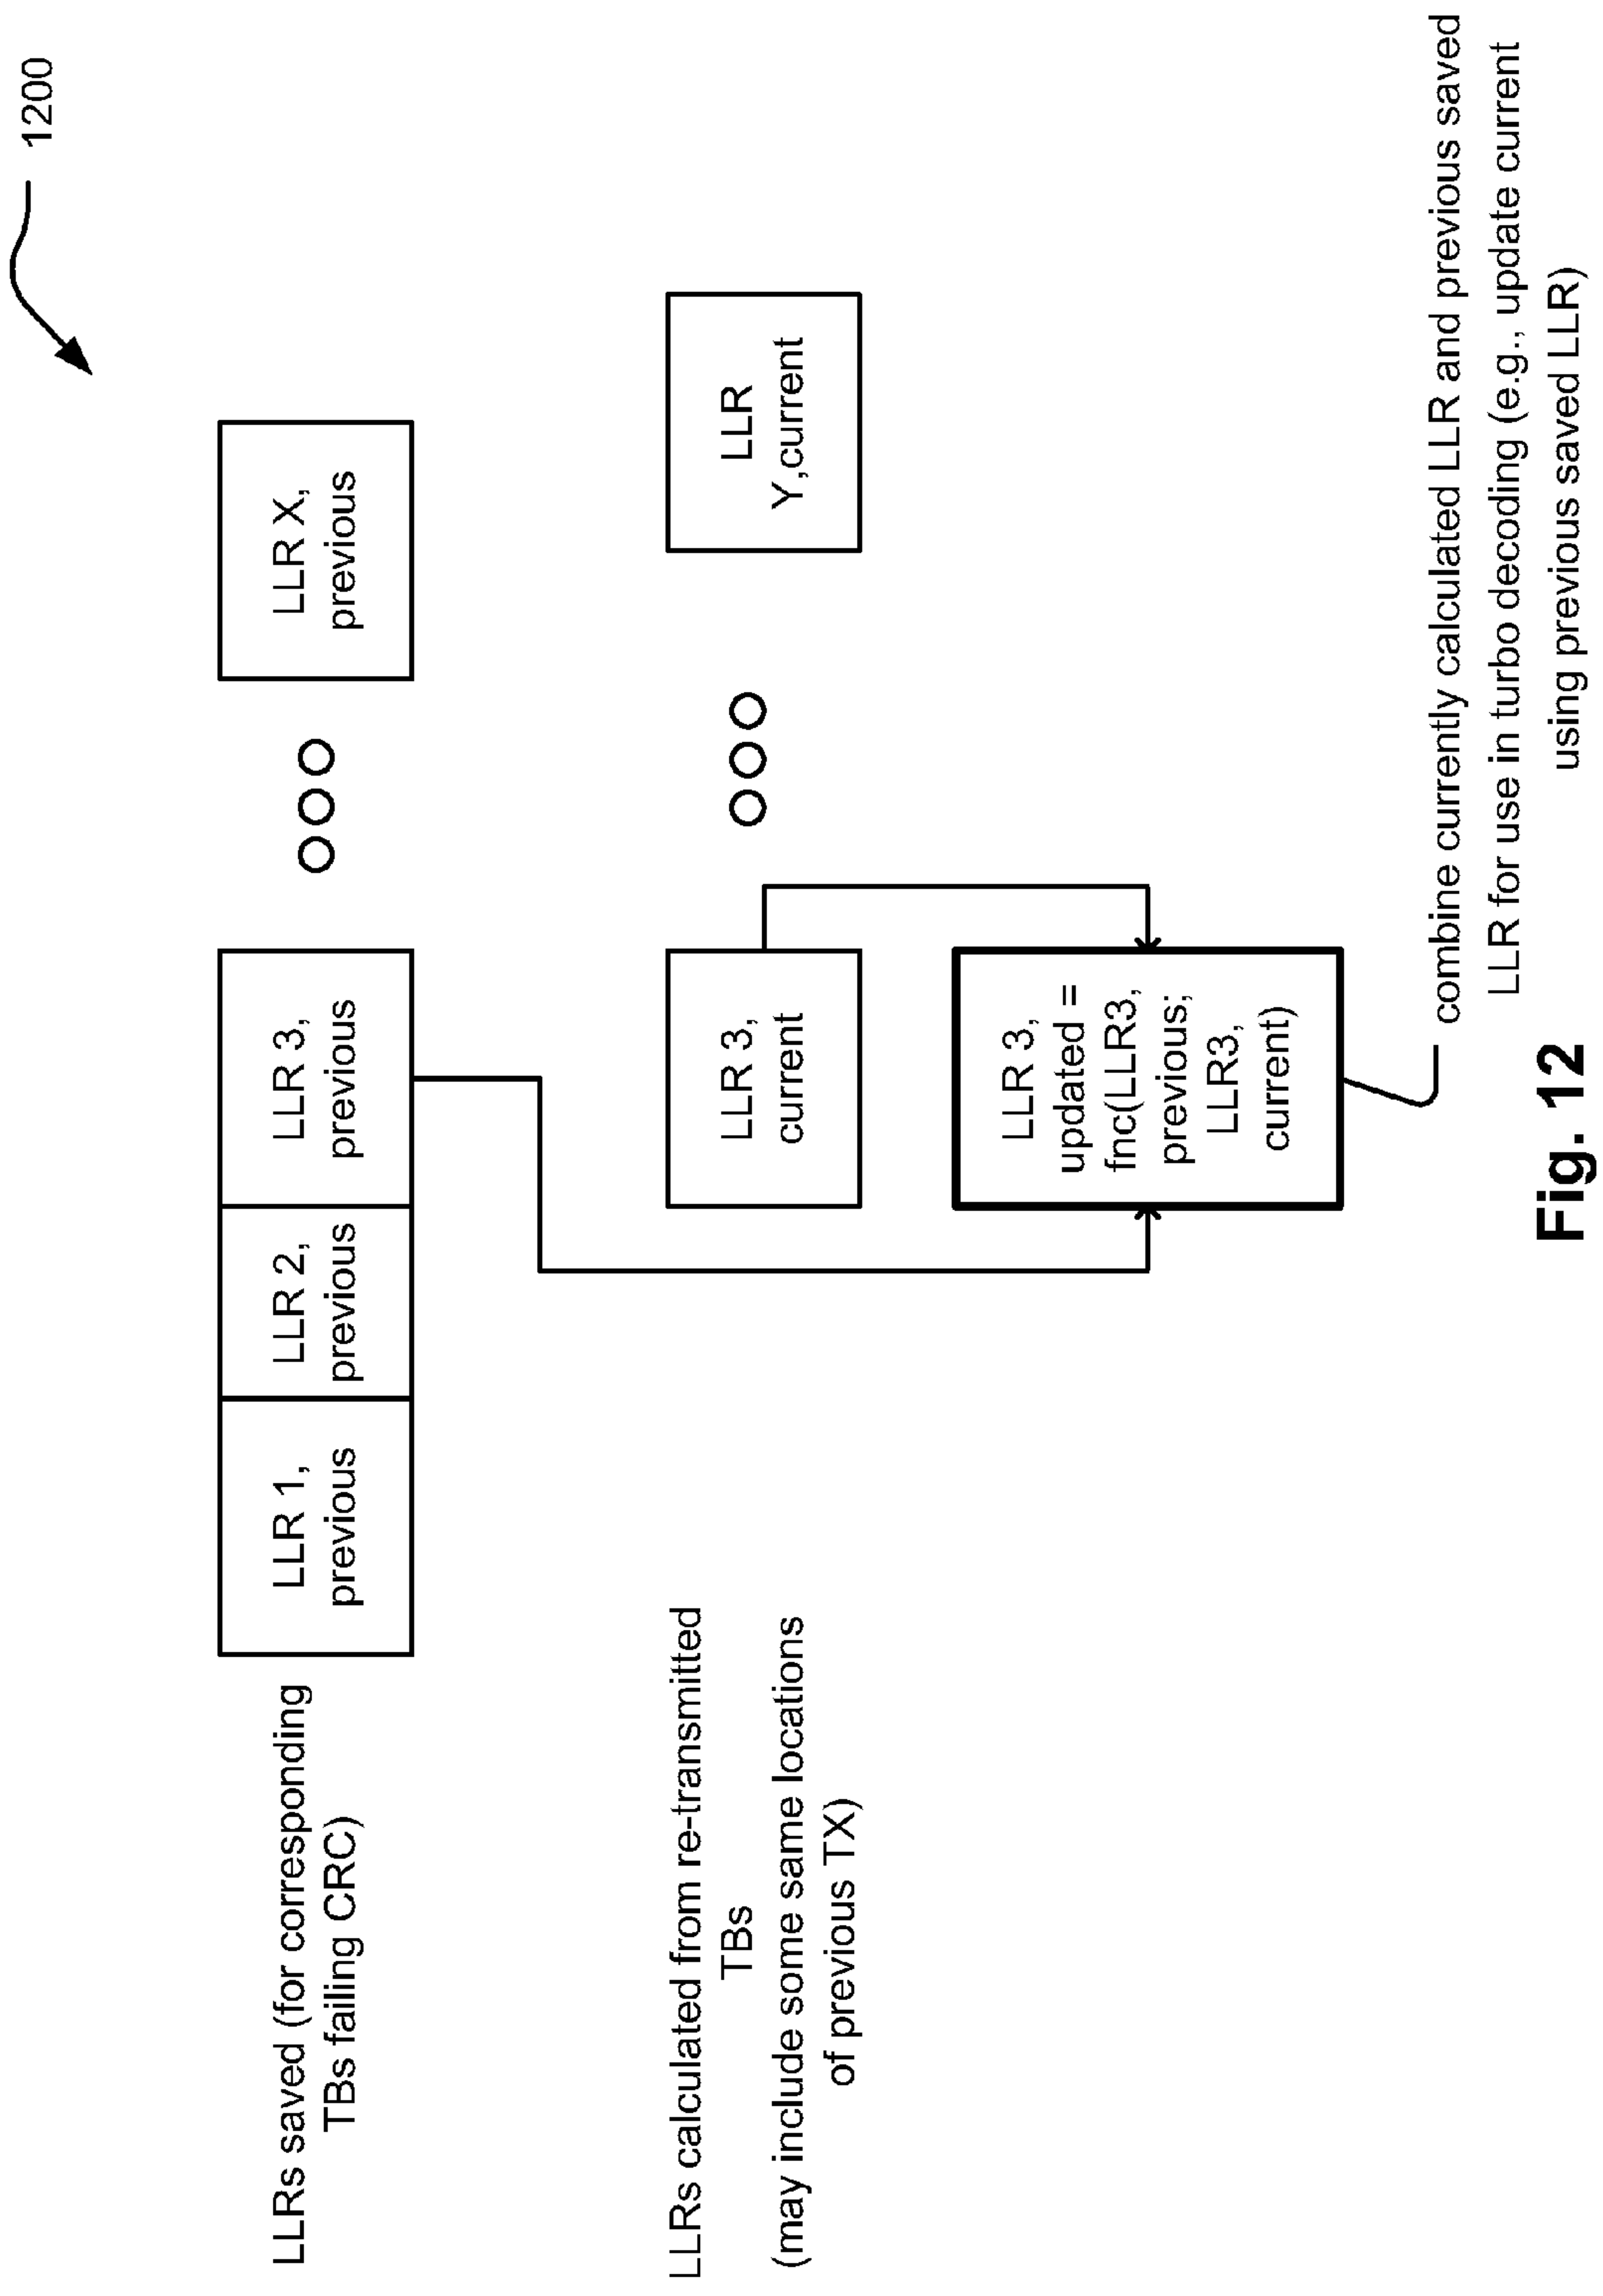 1200
LLRs saved (for corresponding
TBs failing CRC)
LLR 1,
previous
LLR 2,
previous
LLR 3,
previous
LLR X,
previous
LLRs calculated from re-transmitted
TBs
(may include some same locations
of previous TX)
LLR 3,
current
LLR
Y,current
LLR 3,
updated =
fnc(LLR3,
previous;
LLR3,
current)
combine currently calculated LLR and previous saved
LLR for use in turbo decoding (e.g., update current
using previous saved LLR)
Fig. 12